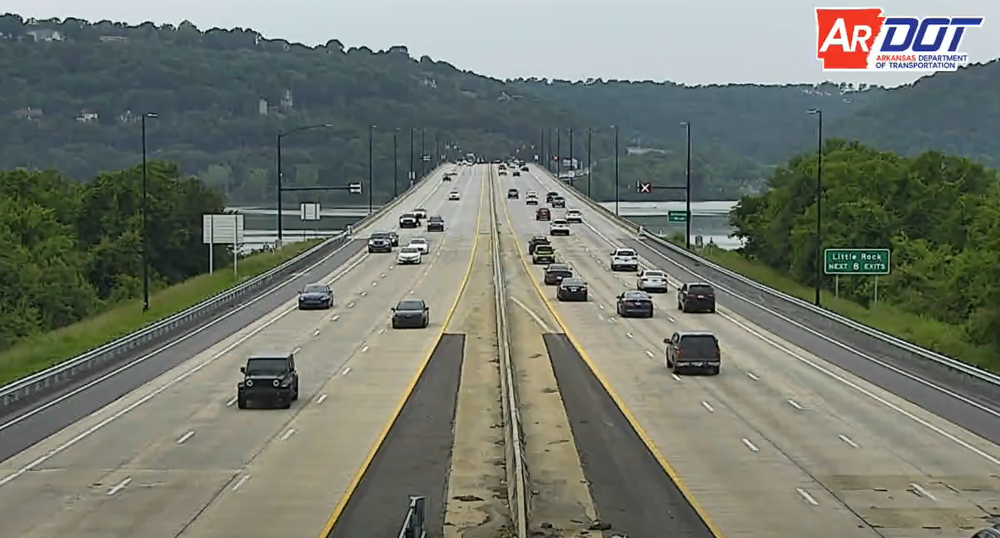 ARDOT
ARKANSAS DEPARTMENT
OF TRANSPORTATION
Little Rock
NEXT 8 EXITS